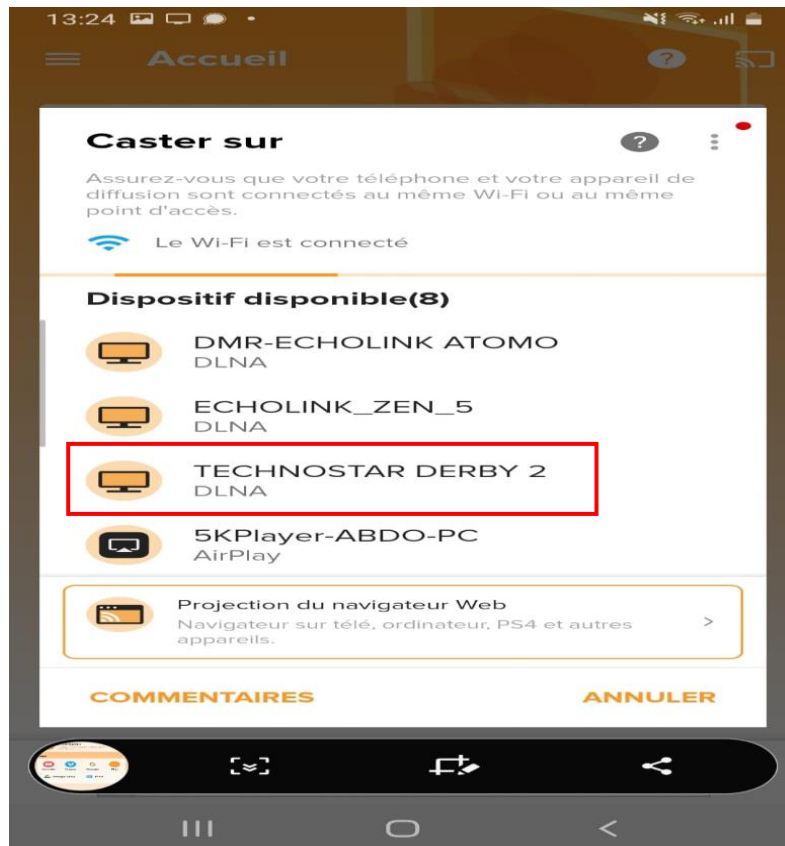 13:24
Accueil
?
Caster sur
?
Assurez-vous que votre téléphone et votre appareil de
diffusion sont connectés au même Wi-Fi ou au même
point d'accès.
Le Wi-Fi est connecté
Dispositif disponible(8)
DMR-ECHOLINK ATOMO
DLNA
ECHOLINK_ZEN_5
DLNA
TECHNOSTAR DERBY 2
DLNA
5KPlayer-ABDO-PC
AirPlay
Projection du navigateur Web
Navigateur sur télé, ordinateur, PS4 et autres
appareils.
COMMENTAIRES
ANNULER